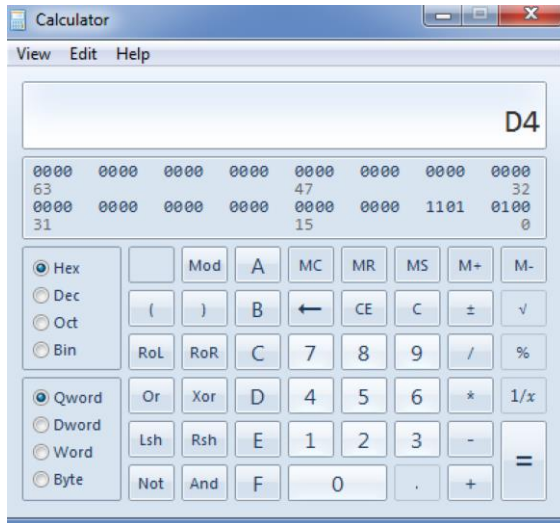 Calculator
View Edit Help
D4
0000 0000 0000 0000 0000 0000 0000 0000
63 47 32
0000 0000 0000 0000 0000 0000 1101 0100
31 15 0
Hex
Dec
Oct
Bin
Qword
Dword
Word
Byte
Mod A MC MR MS M+ M-
( ) B ← CE C ± √
RoL RoR C 7 8 9 / %
Or Xor D 4 5 6 * 1/x
Lsh Rsh E 1 2 3 - =
Not And F 0 . +